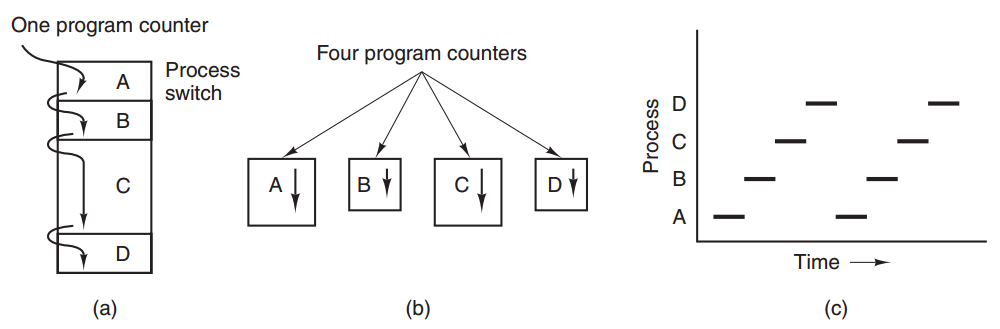 One program counter
Process
switch
A
B
C
D
(a)
Four program counters
A
B
C
D
(b)
Process
D
C
B
A
Time
(c)